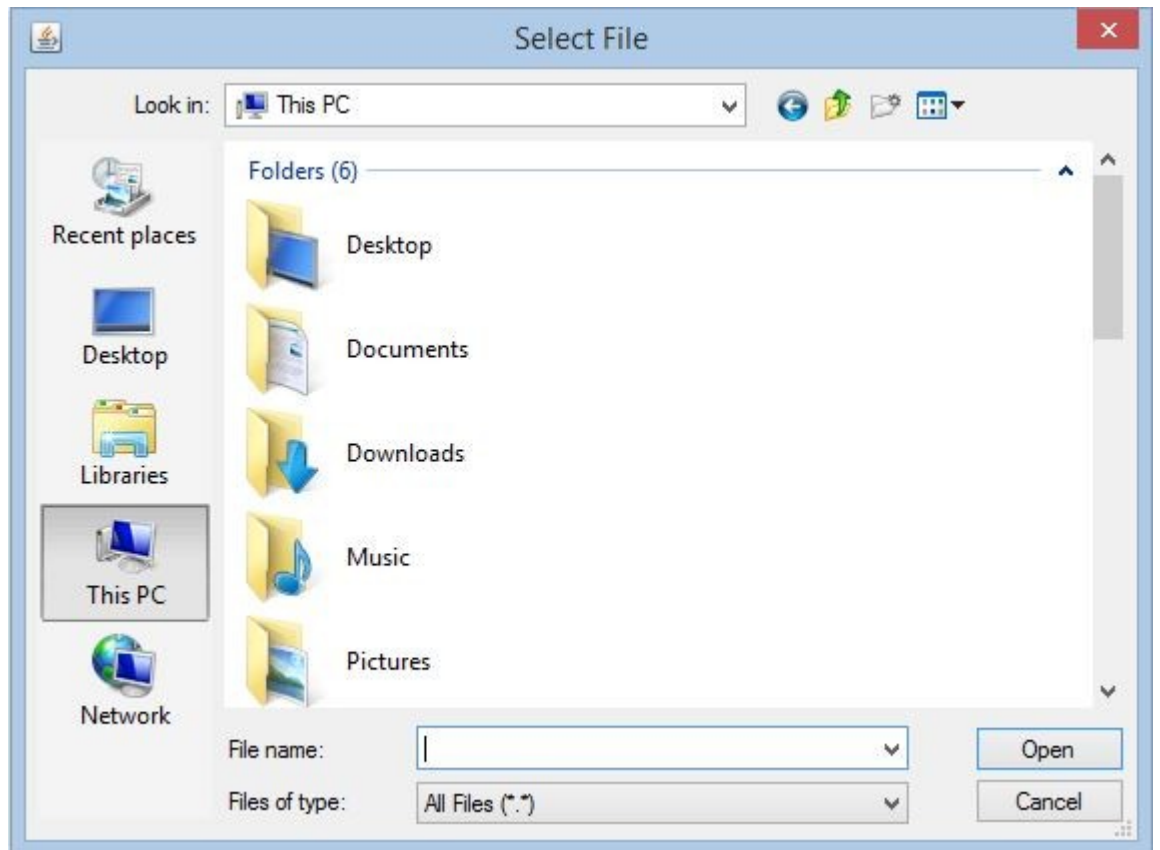 Select File
Look in: This PC
Recent places
Desktop
Libraries
This PC
Network
Folders (6)
Desktop
Documents
Downloads
Music
Pictures
File name:
Open
Files of type: All Files (*.*)
Cancel